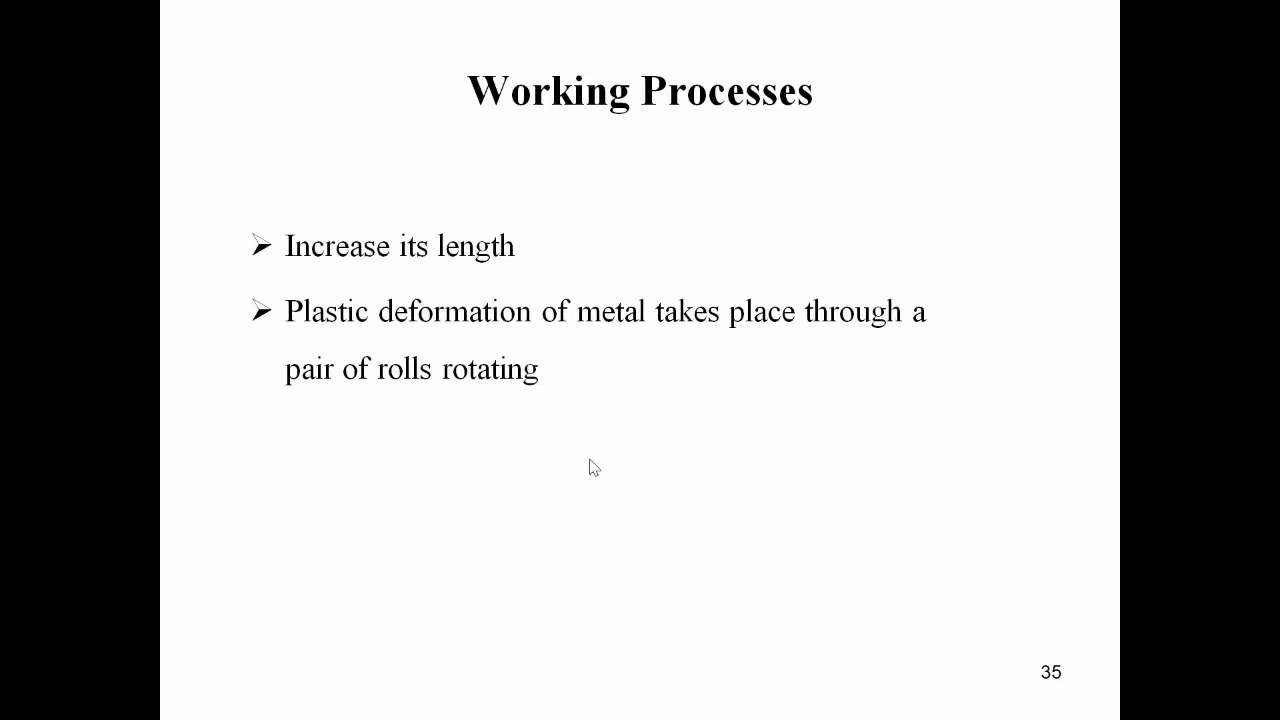 Working Processes
➢ Increase its length
➢ Plastic deformation of metal takes place through a
pair of rolls rotating
35